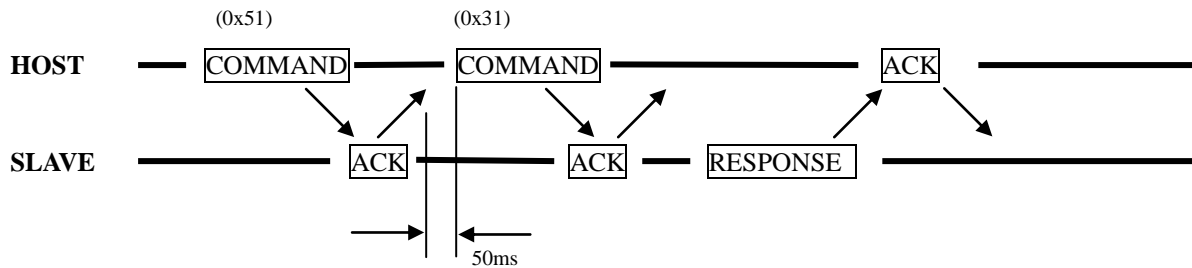 (0x51) (0x31)
HOST COMMAND COMMAND ACK
SLAVE ACK ACK RESPONSE
50ms